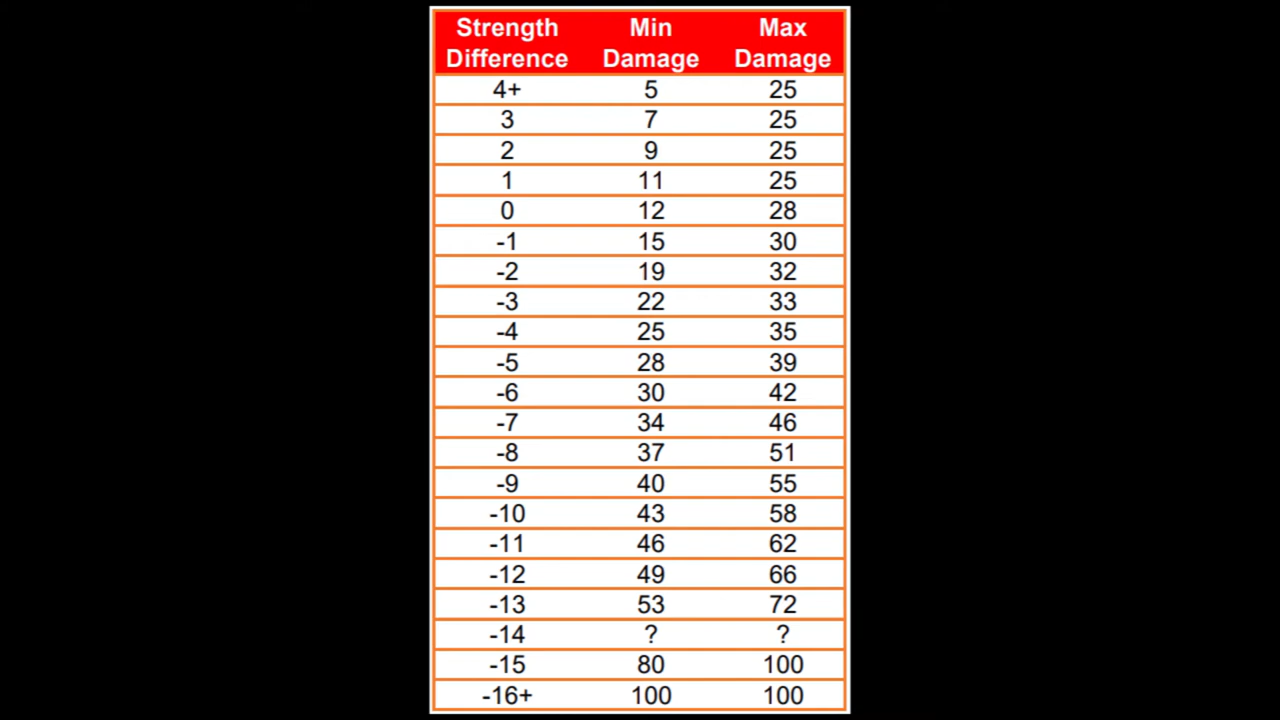 Strength Difference Min Damage Max Damage
4+ 5 25
3 7 25
2 9 25
1 11 25
0 12 28
-1 15 30
-2 19 32
-3 22 33
-4 25 35
-5 28 39
-6 30 42
-7 34 46
-8 37 51
-9 40 55
-10 43 58
-11 46 62
-12 49 66
-13 53 72
-14 ? ?
-15 80 100
-16+ 100 100